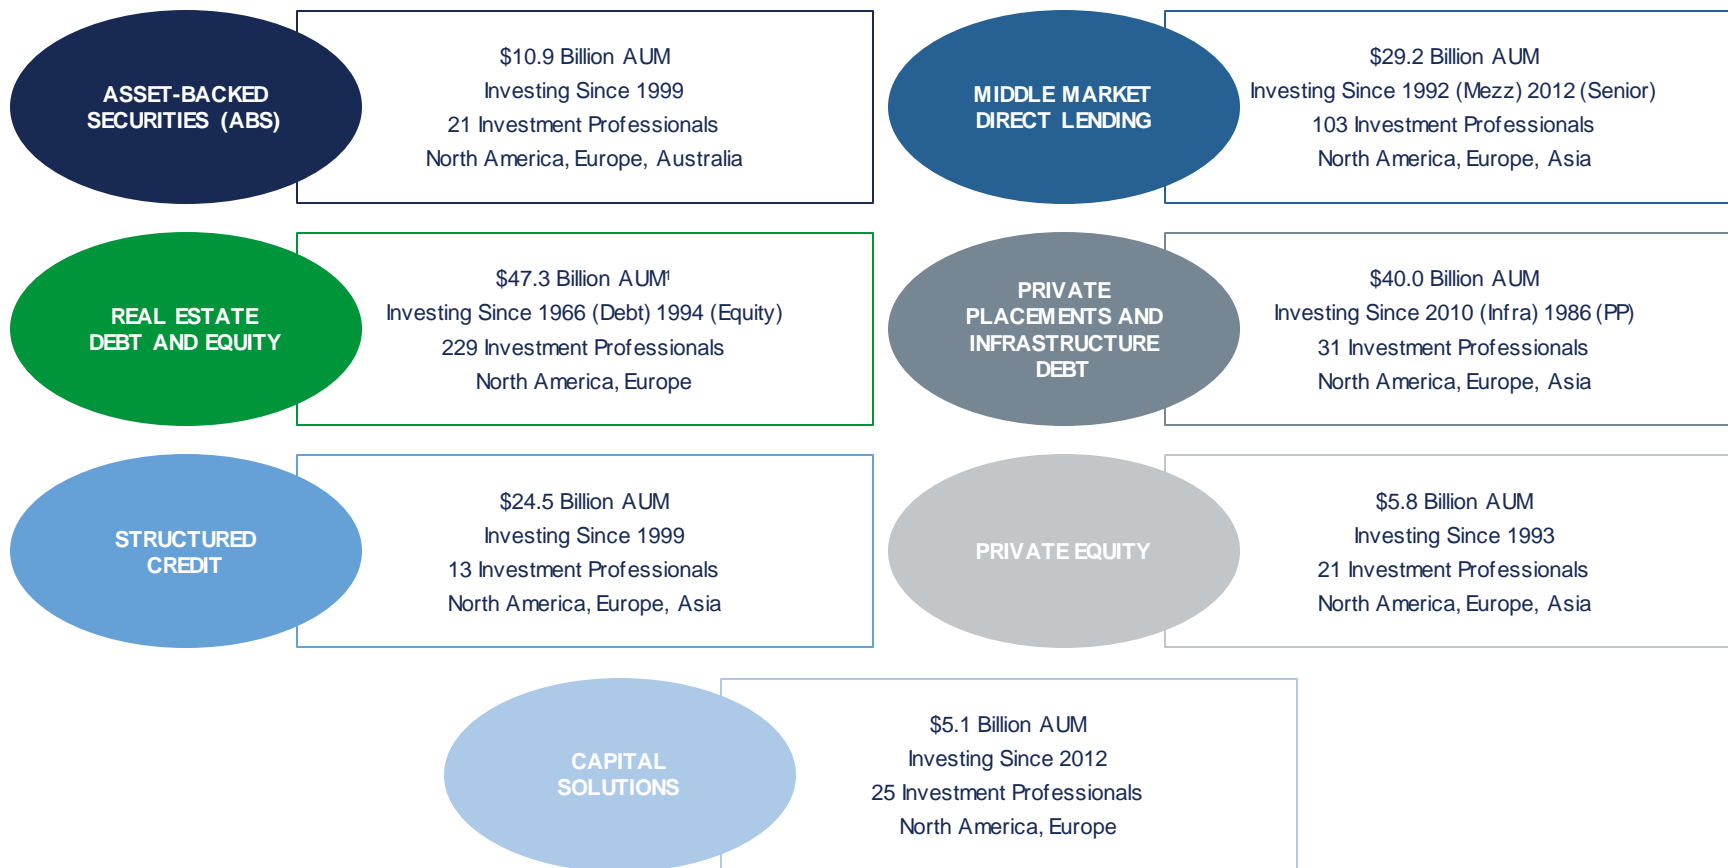 ASSET-BACKED
SECURITIES (ABS)
$10.9 Billion AUM
Investing Since 1999
21 Investment Professionals
North America, Europe, Australia
MIDDLE MARKET
DIRECT LENDING
$29.2 Billion AUM
Investing Since 1992 (Mezz) 2012 (Senior)
103 Investment Professionals
North America, Europe, Asia
REAL ESTATE
DEBT AND EQUITY
$47.3 Billion AUM¹
Investing Since 1966 (Debt) 1994 (Equity)
229 Investment Professionals
North America, Europe
PRIVATE
PLACEMENTS AND
INFRASTRUCTURE
DEBT
$40.0 Billion AUM
Investing Since 2010 (Infra) 1986 (PP)
31 Investment Professionals
North America, Europe, Asia
STRUCTURED
CREDIT
$24.5 Billion AUM
Investing Since 1999
13 Investment Professionals
North America, Europe, Asia
PRIVATE EQUITY
$5.8 Billion AUM
Investing Since 1993
21 Investment Professionals
North America, Europe, Asia
CAPITAL
SOLUTIONS
$5.1 Billion AUM
Investing Since 2012
25 Investment Professionals
North America, Europe